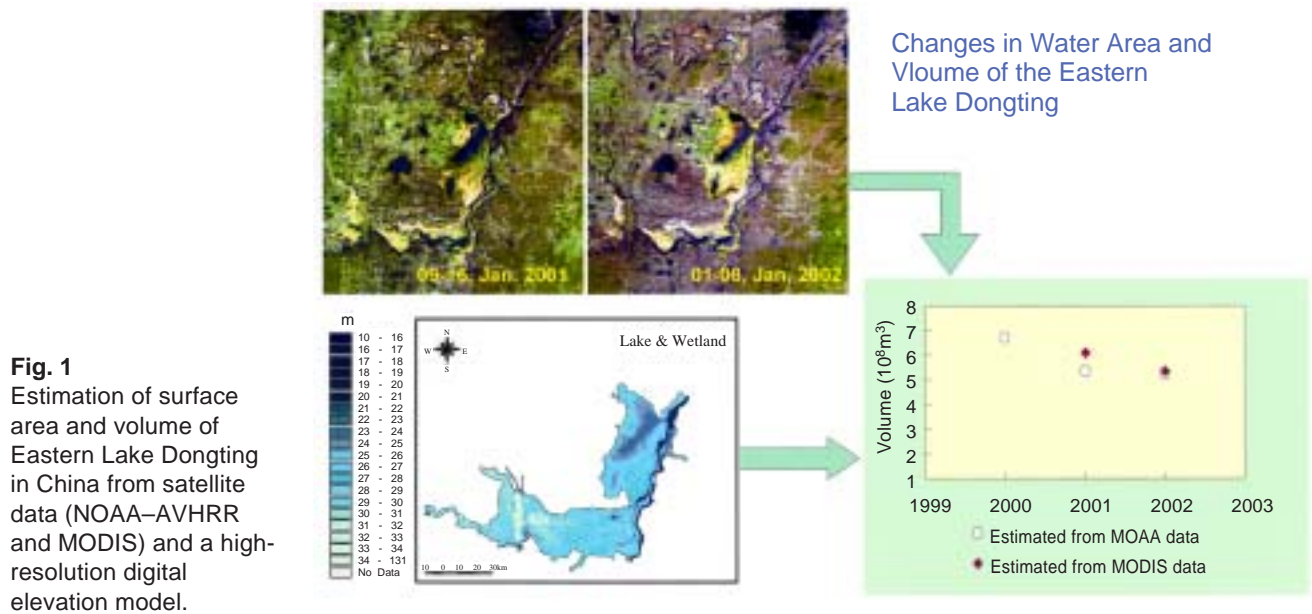 Changes in Water Area and
Vloume of the Eastern
Lake Dongting
09-16, Jan, 2001
01-08, Jan, 2002
Fig. 1
Estimation of surface
area and volume of
Eastern Lake Dongting
in China from satellite
data (NOAA–AVHRR
and MODIS) and a high-
resolution digital
elevation model.
m
10 - 16
16 - 17
17 - 18
18 - 19
19 - 20
20 - 21
21 - 22
22 - 23
23 - 24
24 - 25
25 - 26
26 - 27
27 - 28
28 - 29
29 - 30
30 - 31
31 - 32
32 - 33
33 - 34
34 - 131
No Data
N
W E
S
Lake & Wetland
10 0 10 20 30km
Volume (10⁸m³)
8
7
6
5
4
3
2
1
1999 2000 2001 2002 2003
Estimated from MOAA data
Estimated from MODIS data